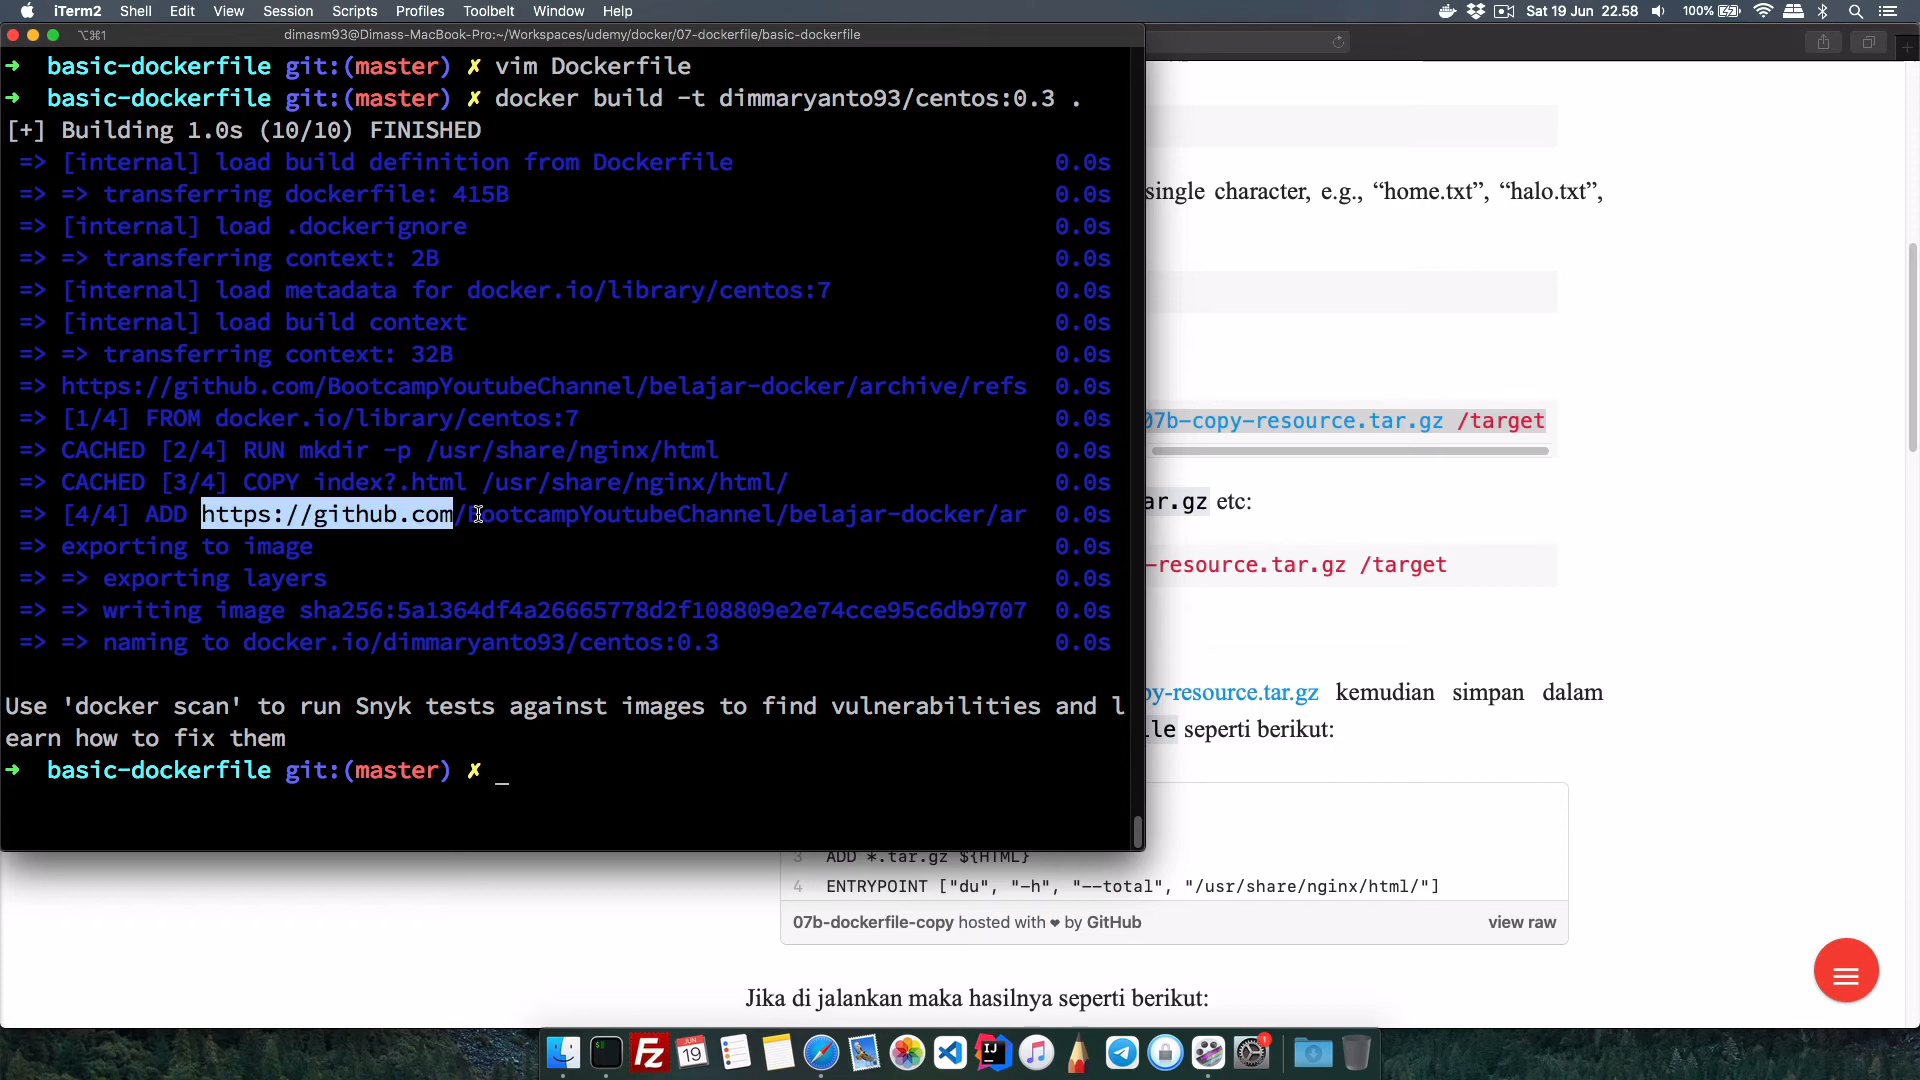 iTerm2 Shell Edit View Session Scripts Profiles Toolbelt Window Help
100% Sat 19 Jun 22.58
⌥⌘1 dimasm93@Dimass-MacBook-Pro:~/Workspaces/udemy/docker/07-dockerfile/basic-dockerfile
➜ basic-dockerfile git:(master) ✗ vim Dockerfile
➜ basic-dockerfile git:(master) ✗ docker build -t dimmaryanto93/centos:0.3 .
[+] Building 1.0s (10/10) FINISHED
=> [internal] load build definition from Dockerfile 0.0s
=> => transferring dockerfile: 415B 0.0s
=> [internal] load .dockerignore 0.0s
=> => transferring context: 2B 0.0s
=> [internal] load metadata for docker.io/library/centos:7 0.0s
=> [internal] load build context 0.0s
=> => transferring context: 32B 0.0s
=> https://github.com/BootcampYoutubeChannel/belajar-docker/archive/refs 0.0s
=> [1/4] FROM docker.io/library/centos:7 0.0s
=> CACHED [2/4] RUN mkdir -p /usr/share/nginx/html 0.0s
=> CACHED [3/4] COPY index?.html /usr/share/nginx/html/ 0.0s
=> [4/4] ADD https://github.com/BootcampYoutubeChannel/belajar-docker/ar 0.0s
=> exporting to image 0.0s
=> => exporting layers 0.0s
=> => writing image sha256:5a1364df4a26665778d2f108809e2e74cce95c6db9707 0.0s
=> => naming to docker.io/dimmaryanto93/centos:0.3 0.0s
Use 'docker scan' to run Snyk tests against images to find vulnerabilities and l
earn how to fix them
➜ basic-dockerfile git:(master) ✗ _
single character, e.g., “home.txt”, “halo.txt”,
07b-copy-resource.tar.gz /target
ar.gz etc:
-resource.tar.gz /target
py-resource.tar.gz kemudian simpan dalam
le seperti berikut:
3 ADD *.tar.gz ${HTML}
4 ENTRYPOINT ["du", "-h", "--total", "/usr/share/nginx/html/"]
07b-dockerfile-copy hosted with ❤ by GitHub view raw
Jika di jalankan maka hasilnya seperti berikut:
JUN
19
1